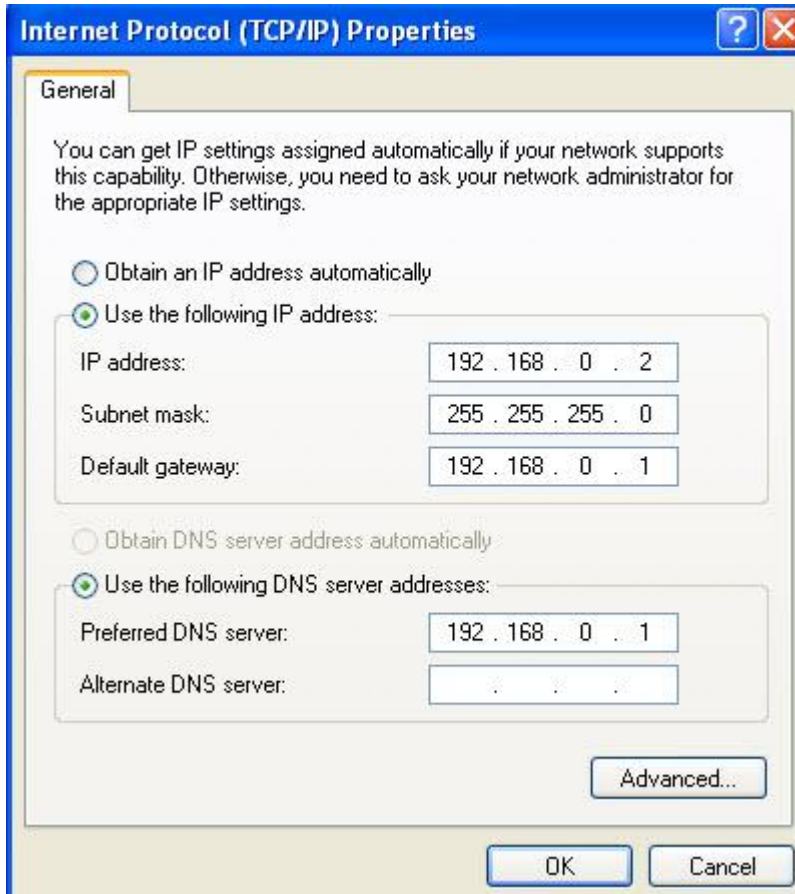 Internet Protocol (TCP/IP) Properties
General
You can get IP settings assigned automatically if your network supports
this capability. Otherwise, you need to ask your network administrator for
the appropriate IP settings.
Obtain an IP address automatically
Use the following IP address:
IP address: 192 . 168 . 0 . 2
Subnet mask: 255 . 255 . 255 . 0
Default gateway: 192 . 168 . 0 . 1
Obtain DNS server address automatically
Use the following DNS server addresses:
Preferred DNS server: 192 . 168 . 0 . 1
Alternate DNS server: . . .
Advanced...
OK Cancel